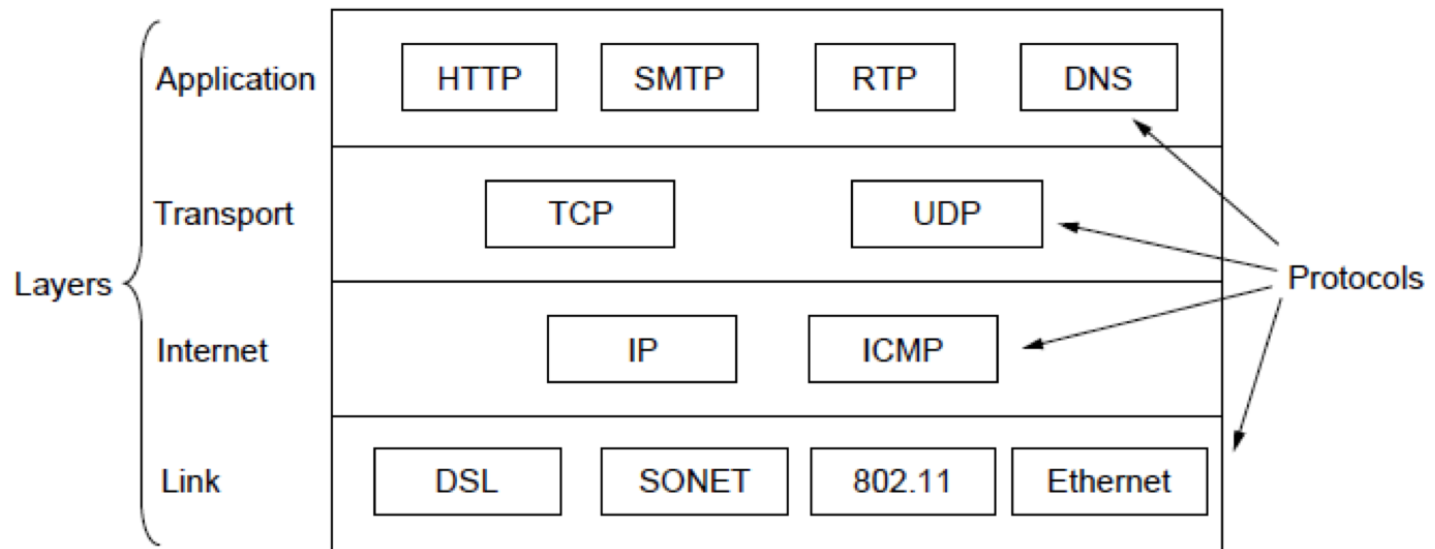 Application HTTP SMTP RTP DNS
Transport TCP UDP
Layers Protocols
Internet IP ICMP
Link DSL SONET 802.11 Ethernet